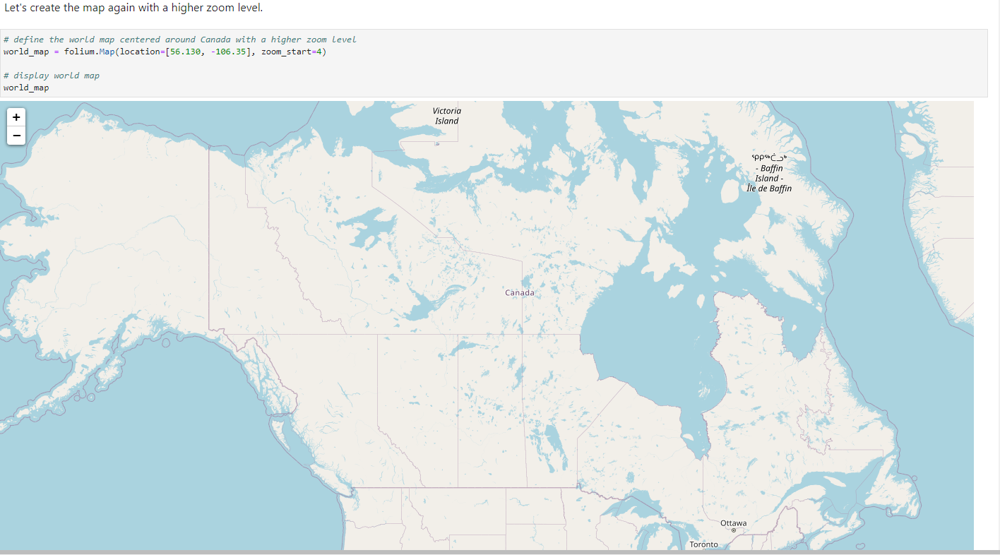 Let's create the map again with a higher zoom level.
# define the world map centered around Canada with a higher zoom level
world_map = folium.Map(location=[56.130, -106.35], zoom_start=4)
# display world map
world_map
+
−
Victoria
Island
ᕿᑭᖅᑖᓗᒃ
- Baffin
Island -
Île de Baffin
Canada
Ottawa
Toronto